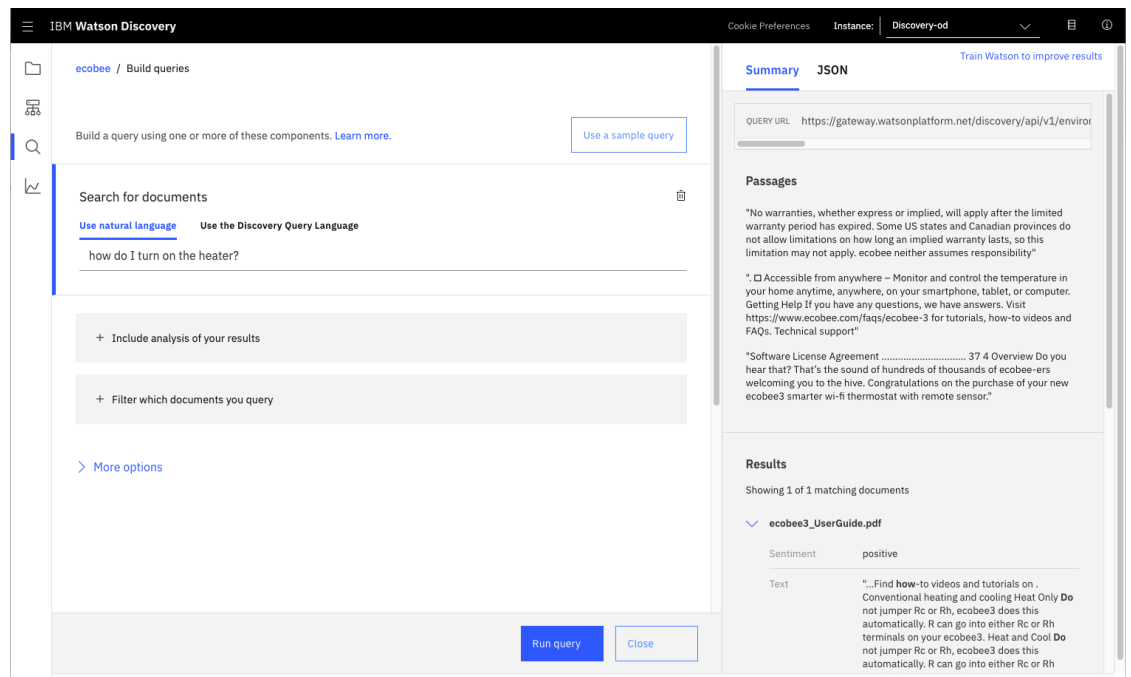 IBM Watson Discovery
Cookie Preferences
Instance:
Discovery-od
ecobee / Build queries
Build a query using one or more of these components. Learn more.
Use a sample query
Search for documents
Use natural language
Use the Discovery Query Language
how do I turn on the heater?
+ Include analysis of your results
+ Filter which documents you query
More options
Run query
Close
Train Watson to improve results
Summary
JSON
QUERY URL https://gateway.watsonplatform.net/discovery/api/v1/enviror
Passages
"No warranties, whether express or implied, will apply after the limited
warranty period has expired. Some US states and Canadian provinces do
not allow limitations on how long an implied warranty lasts, so this
limitation may not apply. ecobee neither assumes responsibility"
". ☐ Accessible from anywhere – Monitor and control the temperature in
your home anytime, anywhere, on your smartphone, tablet, or computer.
Getting Help If you have any questions, we have answers. Visit
https://www.ecobee.com/faqs/ecobee-3 for tutorials, how-to videos and
FAQs. Technical support"
"Software License Agreement .............................. 37 4 Overview Do you
hear that? That's the sound of hundreds of thousands of ecobee-ers
welcoming you to the hive. Congratulations on the purchase of your new
ecobee3 smarter wi-fi thermostat with remote sensor."
Results
Showing 1 of 1 matching documents
ecobee3_UserGuide.pdf
Sentiment positive
Text "...Find how-to videos and tutorials on .
Conventional heating and cooling Heat Only Do
not jumper Rc or Rh, ecobee3 does this
automatically. R can go into either Rc or Rh
terminals on your ecobee3. Heat and Cool Do
not jumper Rc or Rh, ecobee3 does this
automatically. R can go into either Rc or Rh